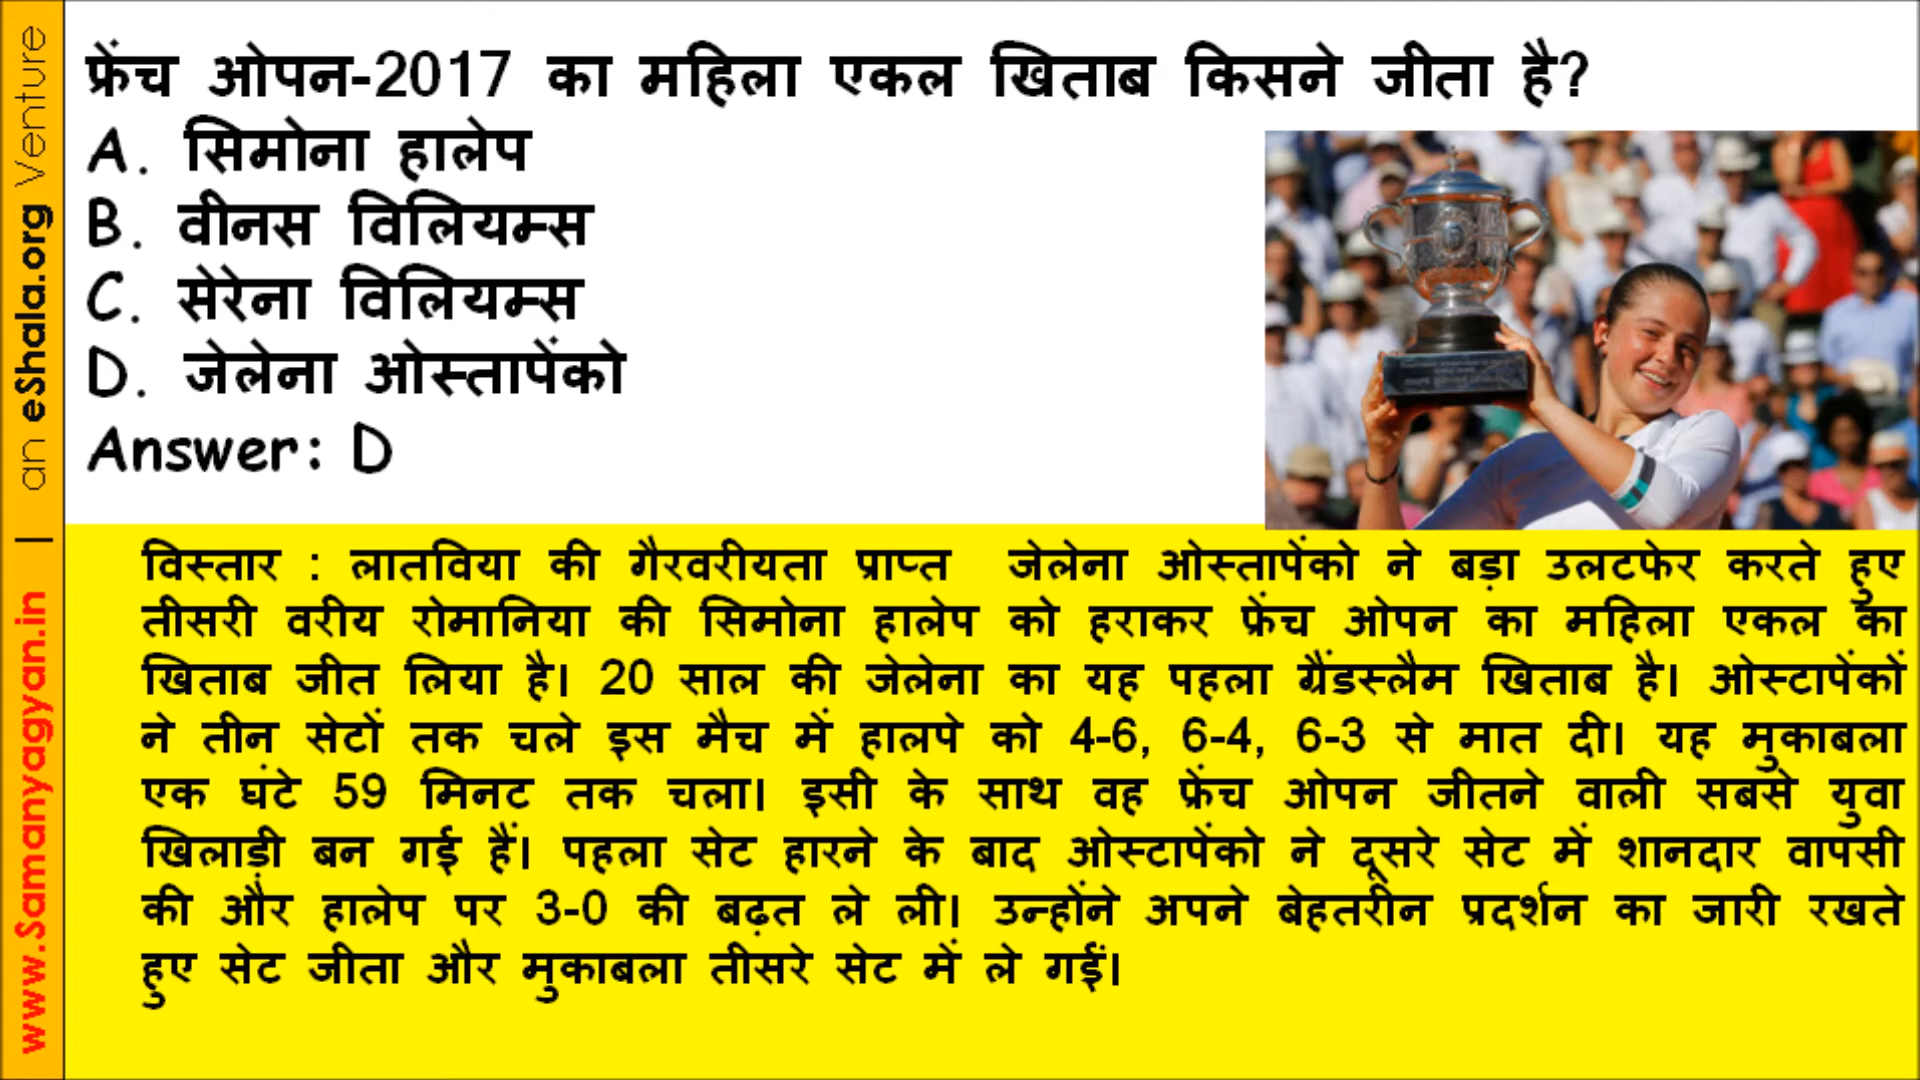 फ्रेंच ओपन-2017 का महिला एकल खिताब किसने जीता है?
A. सिमोना हालेप
B. वीनस विलियम्स
C. सेरेना विलियम्स
D. जेलेना ओस्तापेंको
Answer: D
विस्तार : लातविया की गैरवरीयता प्राप्त जेलेना ओस्तापेंको ने बड़ा उलटफेर करते हुए
तीसरी वरीय रोमानिया की सिमोना हालेप को हराकर फ्रेंच ओपन का महिला एकल का
खिताब जीत लिया है। 20 साल की जेलेना का यह पहला ग्रैंडस्लैम खिताब है। ओस्टापेंकों
ने तीन सेटों तक चले इस मैच में हालपे को 4-6, 6-4, 6-3 से मात दी। यह मुकाबला
एक घंटे 59 मिनट तक चला। इसी के साथ वह फ्रेंच ओपन जीतने वाली सबसे युवा
खिलाड़ी बन गई हैं। पहला सेट हारने के बाद ओस्टापेंको ने दूसरे सेट में शानदार वापसी
की और हालेप पर 3-0 की बढ़त ले ली। उन्होंने अपने बेहतरीन प्रदर्शन का जारी रखते
हुए सेट जीता और मुकाबला तीसरे सेट में ले गईं।
www.Samanyagyan.in | an eShala.org Venture